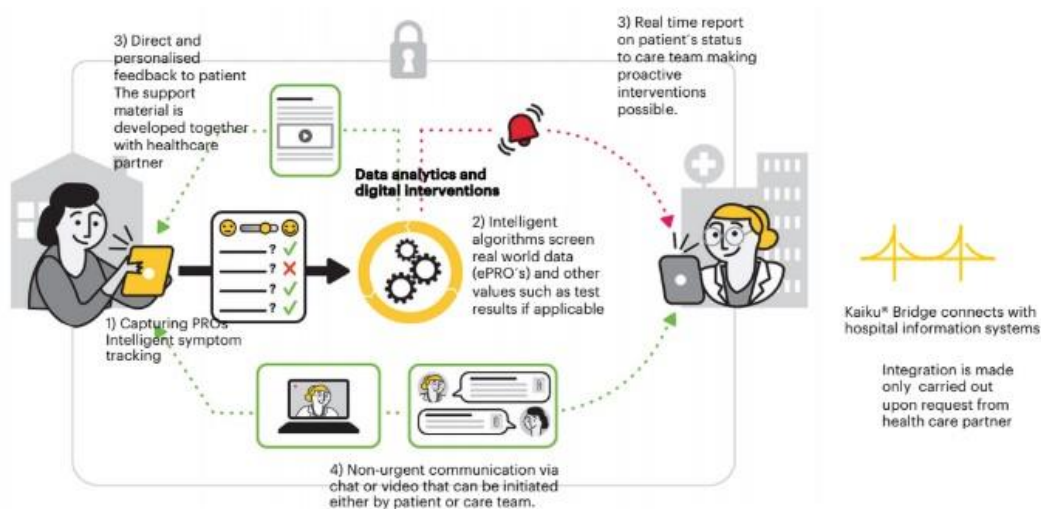 3) Direct and
personalised
feedback to patient
The support
material is
developed together
with healthcare
partner
3) Real time report
on patient's status
to care team making
proactive
interventions
possible.
Data analytics and
digital interventions
2) Intelligent
algorithms screen
real world data
(ePRO's) and other
values such as test
results if applicable
?
?
?
?
1) Capturing PROs
Intelligent symptom
tracking
Kaiku® Bridge connects with
hospital information systems
Integration is made
only carried out
upon request from
health care partner
4) Non-urgent communication via
chat or video that can be initiated
either by patient or care team.